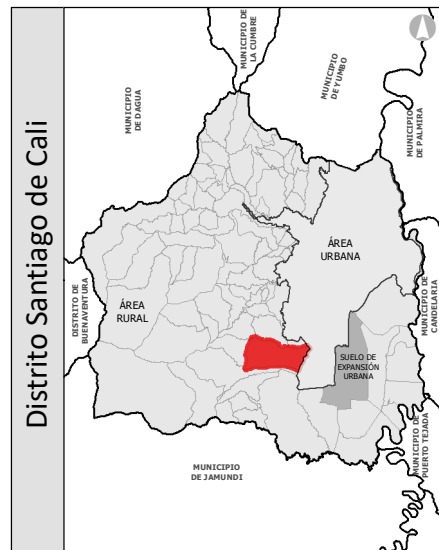 Distrito Santiago de Cali
MUNICIPIO DE
LA CUMBRE
MUNICIPIO
DE YUMBO
MUNICIPIO
DE DAGUA
MUNICIPIO
DE PALMIRA
ÁREA
URBANA
DISTRITO DE
BUENAVENTURA
ÁREA
RURAL
MUNICIPIO DE
CANDELARIA
SUELO DE
EXPANSIÓN
URBANA
MUNICIPIO DE
PUERTO TEJADA
MUNICIPIO
DE JAMUNDI